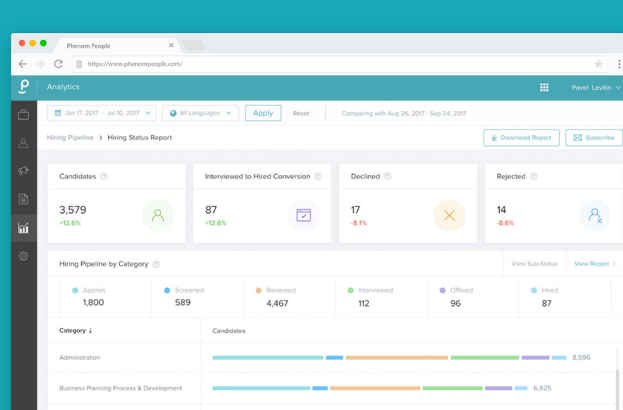 Phenom People
https://www.phenompeople.com/
Analytics
Pavel Levitin
Jun 17, 2017 - Jul 10, 2017
All Languages
Apply
Reset
Comparing with Aug 26, 2017 - Sep 24, 2017
Hiring Pipeline > Hiring Status Report
Download Report
Subscribe
Candidates
3,579
+12.6%
Interviewed to Hired Conversion
87
+12.6%
Declined
17
-8.1%
Rejected
14
-8.6%
Hiring Pipeline by Category
View Sub-Status
View Report >
Applies
1,800
Screened
589
Reviewed
4,467
Interviewed
112
Offered
96
Hired
87
Category ↓
Candidates
Administration
8,596
Business Planning Process & Development
6,925